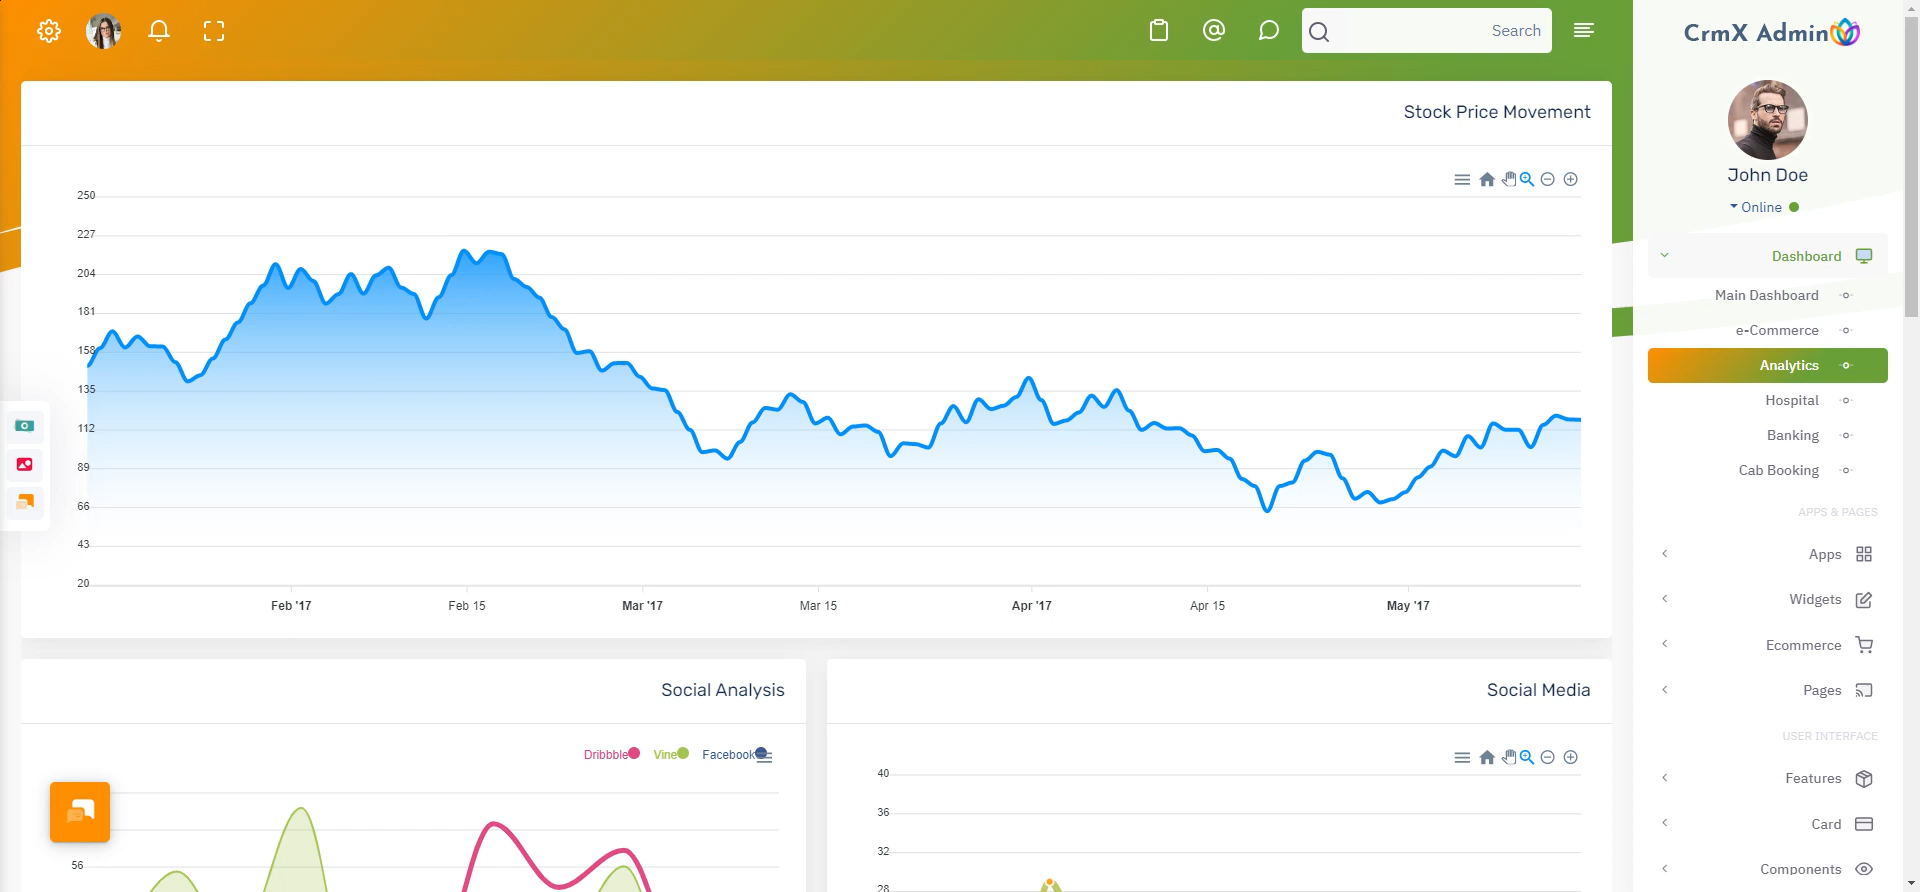 Search
CrmX Admin
John Doe
Online
Dashboard
Main Dashboard
e-Commerce
Analytics
Hospital
Banking
Cab Booking
APPS & PAGES
Apps
Widgets
Ecommerce
Pages
USER INTERFACE
Features
Card
Components
Stock Price Movement
250
227
204
181
158
135
112
89
66
43
20
Feb '17 Feb 15 Mar '17 Mar 15 Apr '17 Apr 15 May '17
Social Analysis
Dribbble Vine Facebook
56
Social Media
40
36
32
28